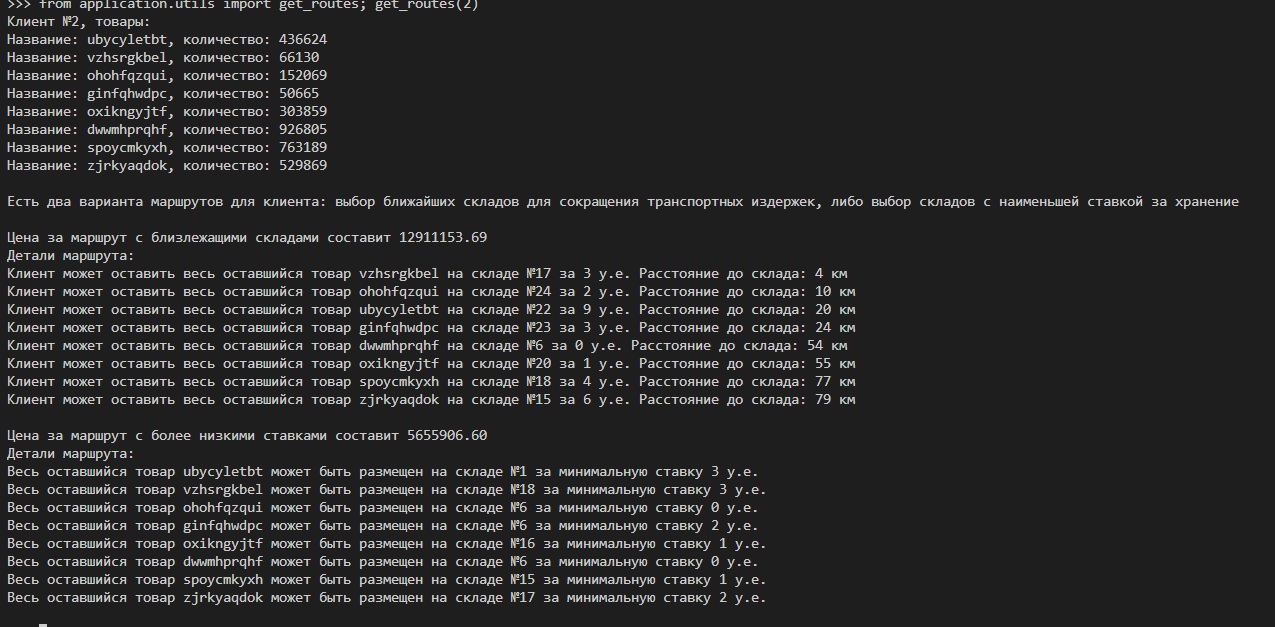 >>> from application.utils import get_routes; get_routes(2)
Клиент №2, товары:
Название: ubycyletbt, количество: 436624
Название: vzhsrgkbel, количество: 66130
Название: ohohfqzqui, количество: 152069
Название: ginfqhwdpc, количество: 50665
Название: oxikngyjtf, количество: 303859
Название: dwwmhprqhf, количество: 926805
Название: spoycmkyxh, количество: 763189
Название: zjrkyaqdok, количество: 529869
Есть два варианта маршрутов для клиента: выбор ближайших складов для сокращения транспортных издержек, либо выбор складов с наименьшей ставкой за хранение
Цена за маршрут с близлежащими складами составит 12911153.69
Детали маршрута:
Клиент может оставить весь оставшийся товар vzhsrgkbel на складе №17 за 3 у.е. Расстояние до склада: 4 км
Клиент может оставить весь оставшийся товар ohohfqzqui на складе №24 за 2 у.е. Расстояние до склада: 10 км
Клиент может оставить весь оставшийся товар ubycyletbt на складе №22 за 9 у.е. Расстояние до склада: 20 км
Клиент может оставить весь оставшийся товар ginfqhwdpc на складе №23 за 3 у.е. Расстояние до склада: 24 км
Клиент может оставить весь оставшийся товар dwwmhprqhf на складе №6 за 0 у.е. Расстояние до склада: 54 км
Клиент может оставить весь оставшийся товар oxikngyjtf на складе №20 за 1 у.е. Расстояние до склада: 55 км
Клиент может оставить весь оставшийся товар spoycmkyxh на складе №18 за 4 у.е. Расстояние до склада: 77 км
Клиент может оставить весь оставшийся товар zjrkyaqdok на складе №15 за 6 у.е. Расстояние до склада: 79 км
Цена за маршрут с более низкими ставками составит 5655906.60
Детали маршрута:
Весь оставшийся товар ubycyletbt может быть размещен на складе №1 за минимальную ставку 3 у.е.
Весь оставшийся товар vzhsrgkbel может быть размещен на складе №18 за минимальную ставку 3 у.е.
Весь оставшийся товар ohohfqzqui может быть размещен на складе №6 за минимальную ставку 0 у.е.
Весь оставшийся товар ginfqhwdpc может быть размещен на складе №6 за минимальную ставку 2 у.е.
Весь оставшийся товар oxikngyjtf может быть размещен на складе №16 за минимальную ставку 1 у.е.
Весь оставшийся товар dwwmhprqhf может быть размещен на складе №6 за минимальную ставку 0 у.е.
Весь оставшийся товар spoycmkyxh может быть размещен на складе №15 за минимальную ставку 1 у.е.
Весь оставшийся товар zjrkyaqdok может быть размещен на складе №17 за минимальную ставку 2 у.е.